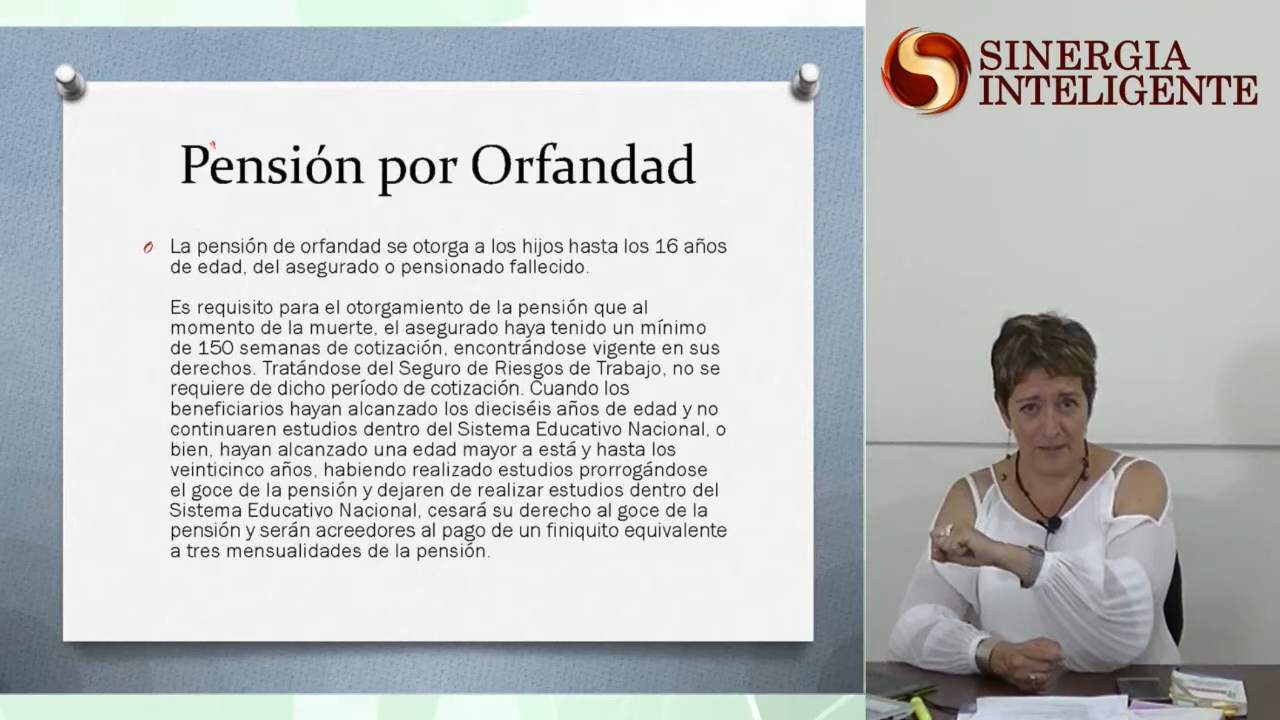 Pensión por Orfandad
La pensión de orfandad se otorga a los hijos hasta los 16 años
de edad, del asegurado o pensionado fallecido.
Es requisito para el otorgamiento de la pensión que al
momento de la muerte, el asegurado haya tenido un mínimo
de 150 semanas de cotización, encontrándose vigente en sus
derechos. Tratándose del Seguro de Riesgos de Trabajo, no se
requiere de dicho período de cotización. Cuando los
beneficiarios hayan alcanzado los dieciséis años de edad y no
continuaren estudios dentro del Sistema Educativo Nacional, o
bien, hayan alcanzado una edad mayor a está y hasta los
veinticinco años, habiendo realizado estudios prorrogándose
el goce de la pensión y dejaren de realizar estudios dentro del
Sistema Educativo Nacional, cesará su derecho al goce de la
pensión y serán acreedores al pago de un finiquito equivalente
a tres mensualidades de la pensión.
SINERGIA
INTELIGENTE